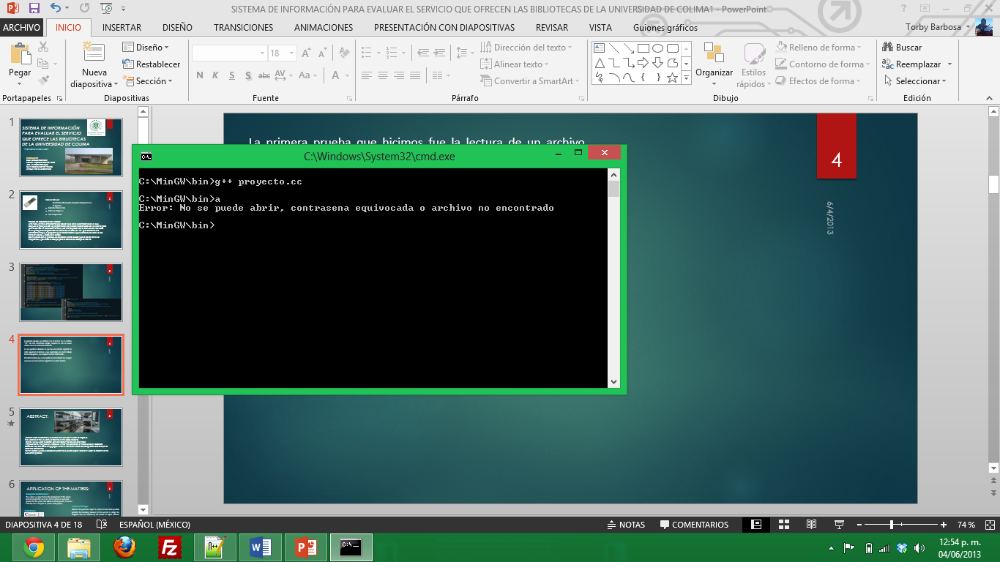 SISTEMA DE INFORMACIÓN PARA EVALUAR EL SERVICIO QUE OFRECEN LAS BIBLOTECAS DE LA UNIVERSIDAD DE COLIMA1 - PowerPoint
ARCHIVO INICIO INSERTAR DISEÑO TRANSICIONES ANIMACIONES PRESENTACIÓN CON DIAPOSITIVAS REVISAR VISTA Guiones gráficos Torby Barbosa
Pegar
Portapapeles
Nueva diapositiva
Diseño
Restablecer
Sección
Diapositivas
18
N K S S abc AV Aa A
Fuente
Dirección del texto
Alinear texto
Convertir a SmartArt
Párrafo
Organizar
Estilos rápidos
Relleno de forma
Contorno de forma
Efectos de forma
Dibujo
Buscar
Reemplazar
Seleccionar
Edición
1
SISTEMA DE INFORMACIÓN
PARA EVALUAR EL SERVICIO
QUE OFRECE LAS BIBLIOTECAS
DE LA UNIVERSIDAD DE COLIMA
2
3
4
5
ABSTRACT:
6
APPLICATION OF THE MATTERS:
La primera prueba que hicimos fue la lectura de un archivo
4
6/4/2013
C:\Windows\System32\cmd.exe
C:\MinGW\bin>g++ proyecto.cc
C:\MinGW\bin>a
Error: No se puede abrir, contrasena equivocada o archivo no encontrado
C:\MinGW\bin>
DIAPOSITIVA 4 DE 18 ESPAÑOL (MÉXICO) NOTAS COMENTARIOS 74 %
12:54 p. m.
04/06/2013